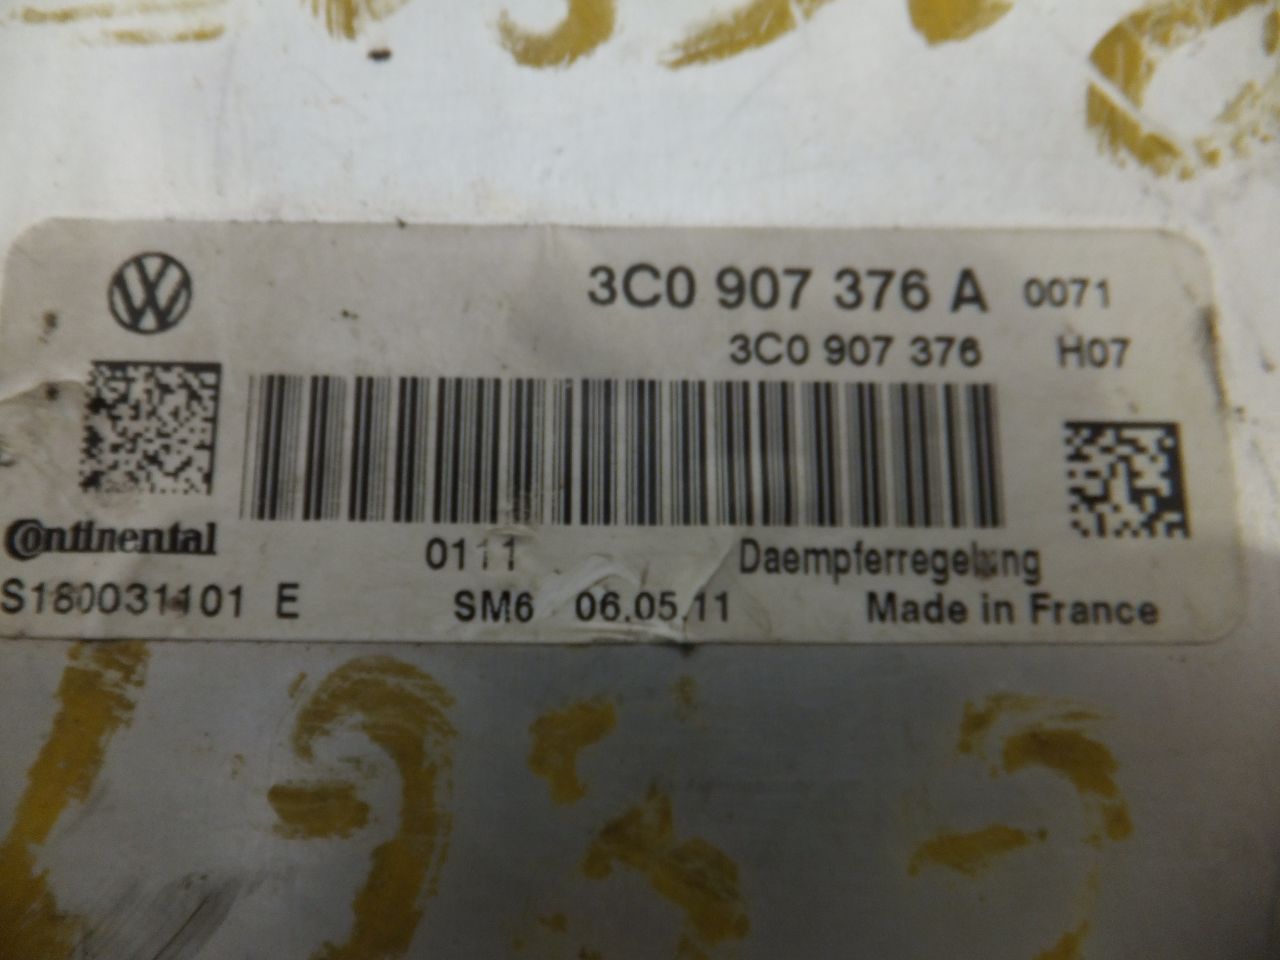 3C0 907 376 A 0071
3C0 907 376 H07
Continental
0111 Daempferregelung
S180031101 E SM6 06.05.11 Made in France